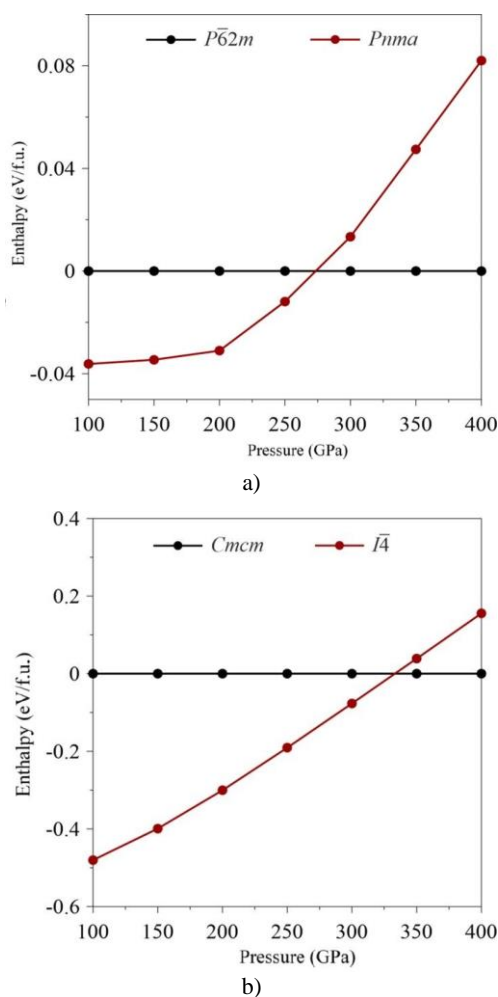 P6̅2m Pnma
0.08
0.04
0
-0.04
Enthalpy (eV/f.u.)
100 150 200 250 300 350 400
Pressure (GPa)
a)
Cmcm I4̅
0.4
0.2
0
-0.2
-0.4
-0.6
Enthalpy (eV/f.u.)
100 150 200 250 300 350 400
Pressure (GPa)
b)